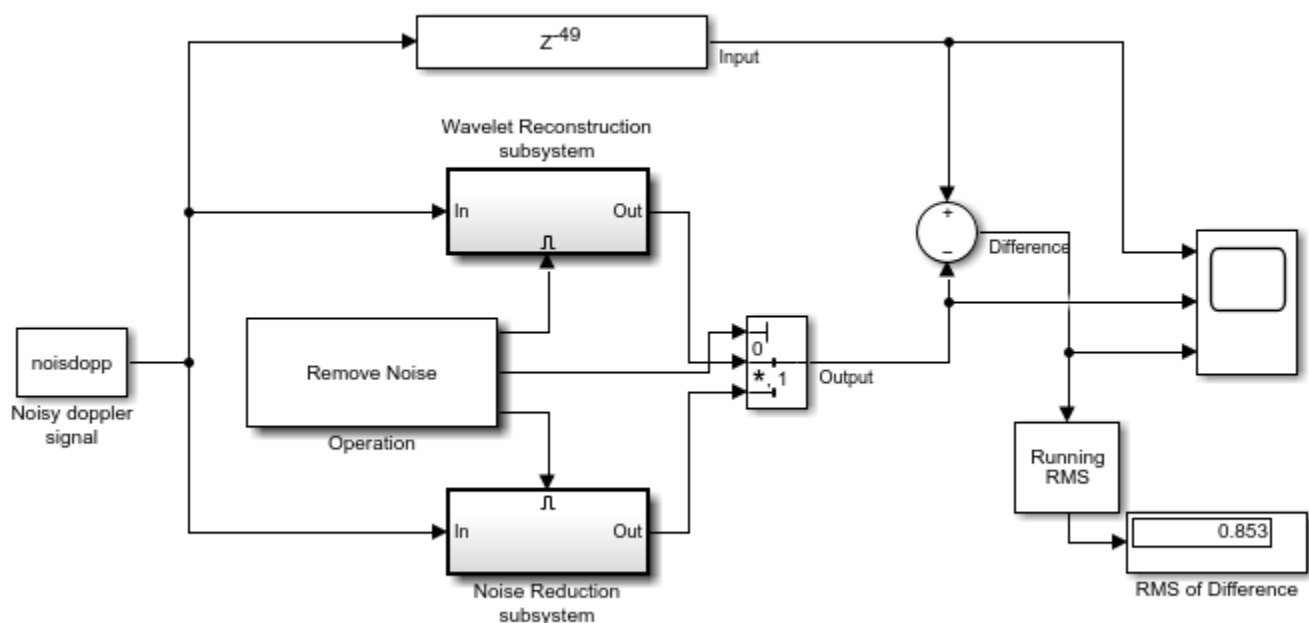 Z-49
Input
Wavelet Reconstruction
subsystem
In
Out
+
−
Difference
noisdopp
Noisy doppler
signal
Remove Noise
Operation
0
*, 1
Output
Running
RMS
In
Out
Noise Reduction
subsystem
0.853
RMS of Difference